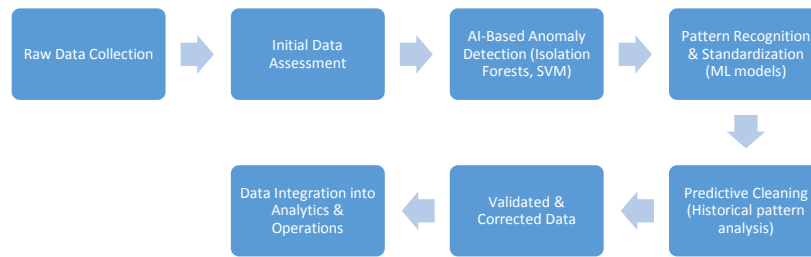 Raw Data Collection
Initial Data
Assessment
AI-Based Anomaly
Detection (Isolation
Forests, SVM)
Pattern Recognition
& Standardization
(ML models)
Predictive Cleaning
(Historical pattern
analysis)
Validated &
Corrected Data
Data Integration into
Analytics &
Operations